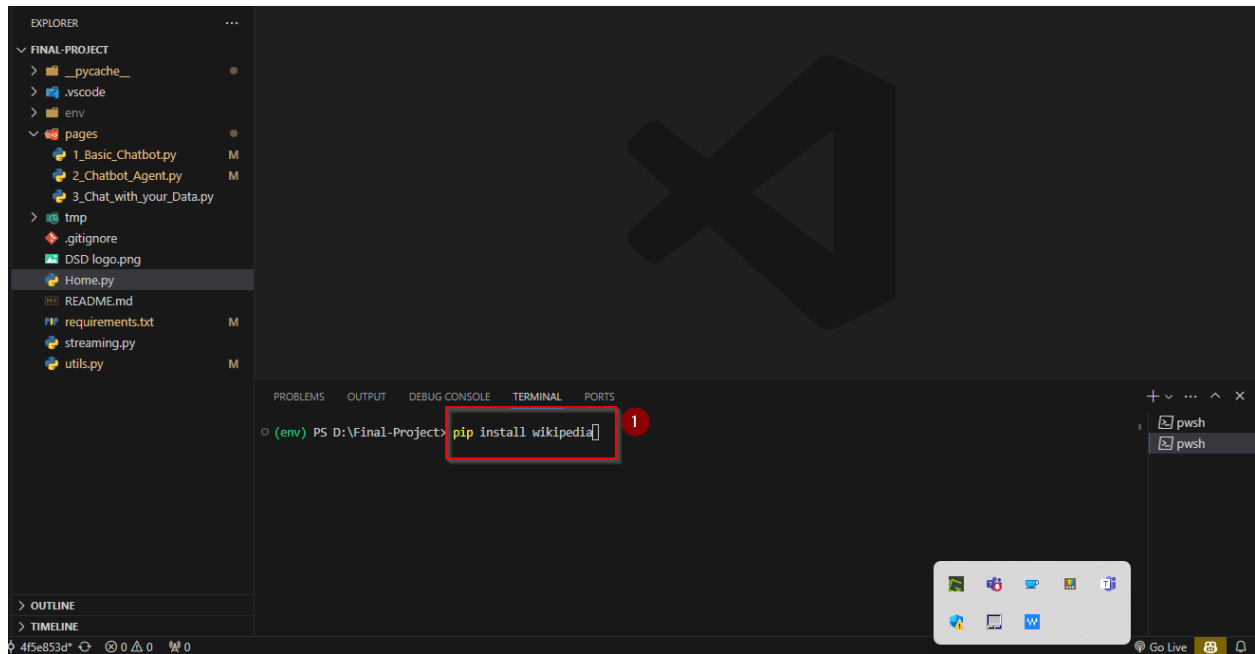 EXPLORER ...
FINAL-PROJECT
__pycache__
.vscode
env
pages
1_Basic_Chatbot.py M
2_Chatbot_Agent.py M
3_Chat_with_your_Data.py
tmp
.gitignore
DSD logo.png
Home.py
README.md
requirements.txt M
streaming.py
utils.py M
OUTLINE
TIMELINE
PROBLEMS OUTPUT DEBUG CONSOLE TERMINAL PORTS
(env) PS D:\Final-Project> pip install wikipedia
1
pwsh
pwsh
4f5e853d* 0 0 0
Go Live